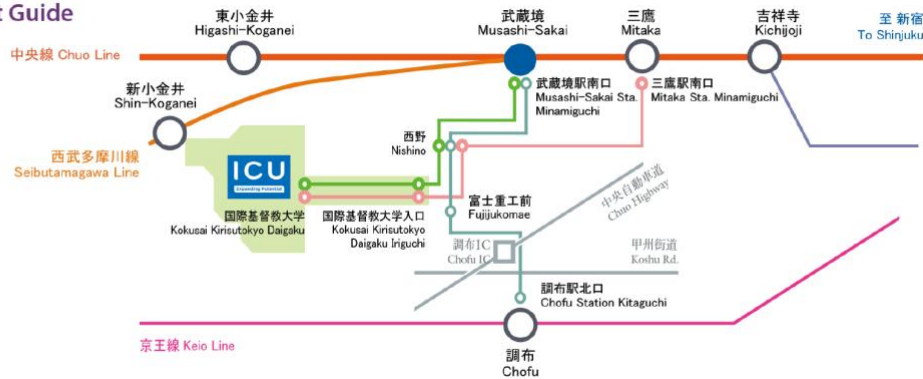 t Guide
東小金井
Higashi-Koganei
武蔵境
Musashi-Sakai
三鷹
Mitaka
吉祥寺
Kichijoji
至 新宿
To Shinjuku
中央線 Chuo Line
新小金井
Shin-Koganei
武蔵境駅南口
Musashi-Sakai Sta.
Minamiguchi
三鷹駅南口
Mitaka Sta. Minamiguchi
西野
Nishino
西武多摩川線
Seibutamagawa Line
ICU
Expanding Potential
国際基督教大学
Kokusai Kirisutokyo Daigaku
国際基督教大学入口
Kokusai Kirisutokyo
Daigaku Iriguchi
富士重工前
Fujijukomae
中央自動車道
Chuo Highway
調布IC
Chofu IC
甲州街道
Koshu Rd.
調布駅北口
Chofu Station Kitaguchi
京王線 Keio Line
調布
Chofu